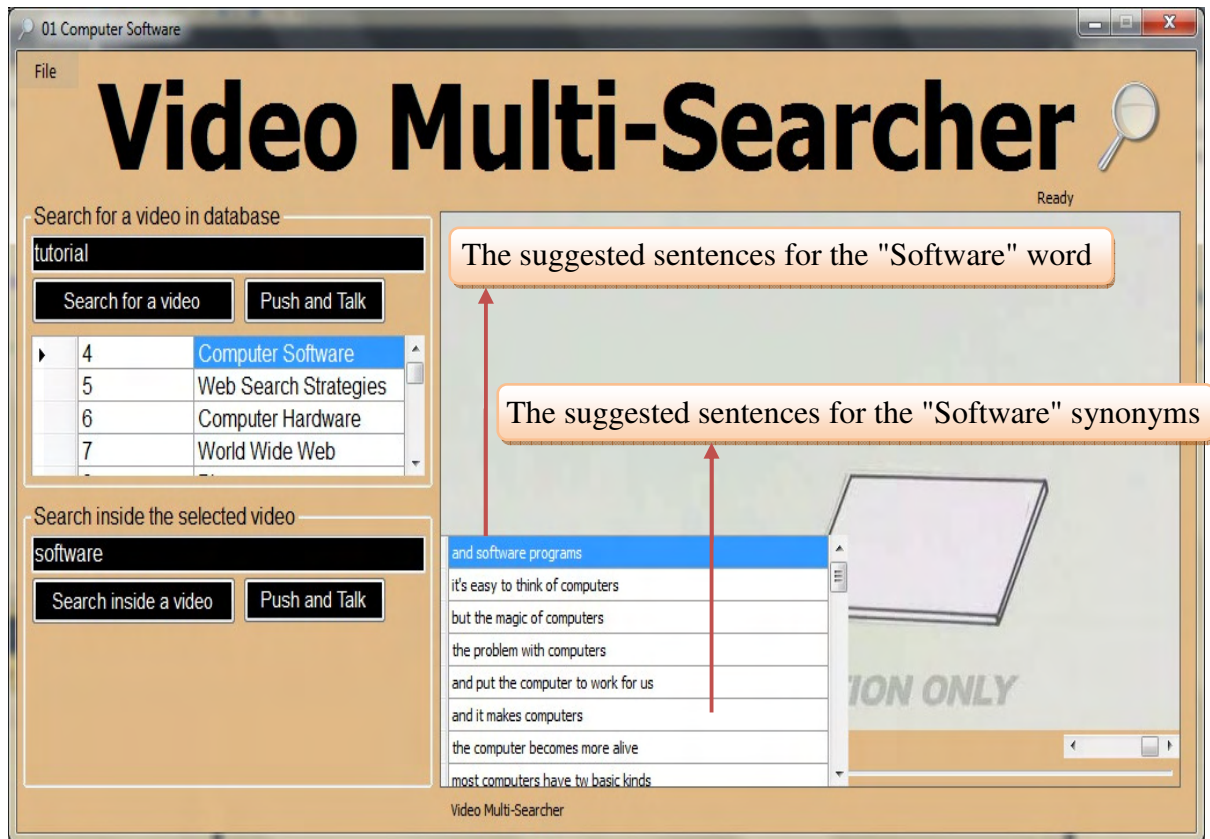 01 Computer Software
File
Video Multi-Searcher
Ready
Search for a video in database
tutorial
Search for a video
Push and Talk
4 Computer Software
5 Web Search Strategies
6 Computer Hardware
7 World Wide Web
Search inside the selected video
software
Search inside a video
Push and Talk
The suggested sentences for the "Software" word
The suggested sentences for the "Software" synonyms
and software programs
it's easy to think of computers
but the magic of computers
the problem with computers
and put the computer to work for us
and it makes computers
the computer becomes more alive
most computers have tw basic kinds
ION ONLY
Video Multi-Searcher